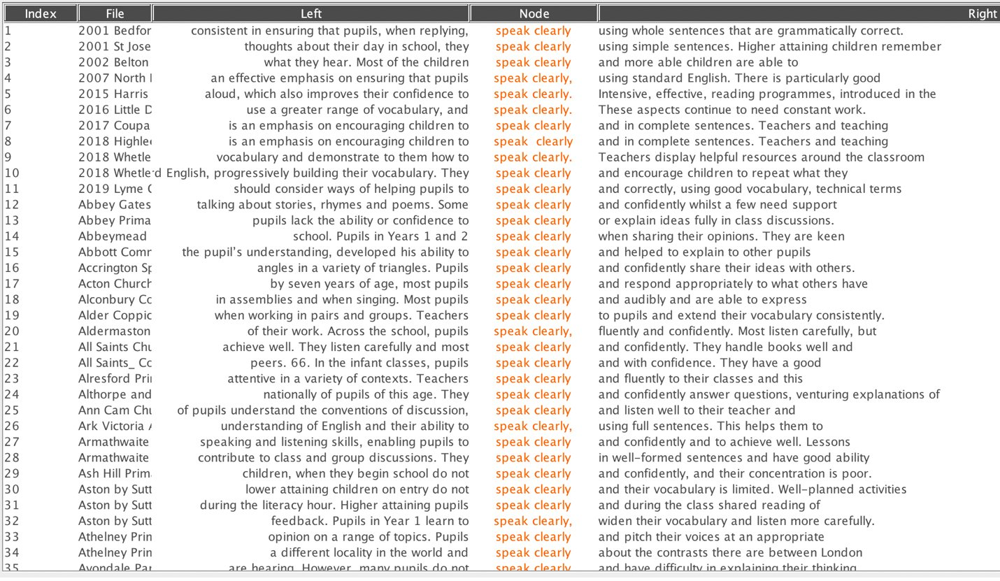 Index File Left Node Right
1 2001 Bedfor consistent in ensuring that pupils, when replying, speak clearly using whole sentences that are grammatically correct.
2 2001 St Jose thoughts about their day in school, they speak clearly using simple sentences. Higher attaining children remember
3 2002 Belton what they hear. Most of the children speak clearly and more able children are able to
4 2007 North an effective emphasis on ensuring that pupils speak clearly, using standard English. There is particularly good
5 2015 Harris aloud, which also improves their confidence to speak clearly. Intensive, effective, reading programmes, introduced in the
6 2016 Little D use a greater range of vocabulary, and speak clearly. These aspects continue to need constant work.
7 2017 Coupa is an emphasis on encouraging children to speak clearly and in complete sentences. Teachers and teaching
8 2018 Highle is an emphasis on encouraging children to speak clearly and in complete sentences. Teachers and teaching
9 2018 Whetle vocabulary and demonstrate to them how to speak clearly. Teachers display helpful resources around the classroom
10 2018 Whetle d English, progressively building their vocabulary. They speak clearly and encourage children to repeat what they
11 2019 Lyme should consider ways of helping pupils to speak clearly and correctly, using good vocabulary, technical terms
12 Abbey Gates talking about stories, rhymes and poems. Some speak clearly and confidently whilst a few need support
13 Abbey Prima pupils lack the ability or confidence to speak clearly or explain ideas fully in class discussions.
14 Abbeymead school. Pupils in Years 1 and 2 speak clearly when sharing their opinions. They are keen
15 Abbott Comr the pupil's understanding, developed his ability to speak clearly and helped to explain to other pupils
16 Accrington Sp angles in a variety of triangles. Pupils speak clearly and confidently share their ideas with others.
17 Acton Church by seven years of age, most pupils speak clearly and respond appropriately to what others have
18 Alconbury Cc in assemblies and when singing. Most pupils speak clearly and audibly and are able to express
19 Alder Coppic when working in pairs and groups. Teachers speak clearly to pupils and extend their vocabulary consistently.
20 Aldermaston of their work. Across the school, pupils speak clearly, fluently and confidently. Most listen carefully, but
21 All Saints Chu achieve well. They listen carefully and most speak clearly and confidently. They handle books well and
22 All Saints_ Cc peers. 66. In the infant classes, pupils speak clearly and with confidence. They have a good
23 Alresford Pri attentive in a variety of contexts. Teachers speak clearly and fluently to their classes and this
24 Althorpe and nationally of pupils of this age. They speak clearly and confidently answer questions, venturing explanations of
25 Ann Cam Chu of pupils understand the conventions of discussion, speak clearly and listen well to their teacher and
26 Ark Victoria understanding of English and their ability to speak clearly, using full sentences. This helps them to
27 Armathwaite speaking and listening skills, enabling pupils to speak clearly and confidently and to achieve well. Lessons
28 Armathwaite contribute to class and group discussions. They speak clearly in well-formed sentences and have good ability
29 Ash Hill Prim children, when they begin school do not speak clearly and confidently, and their concentration is poor.
30 Aston by Sutt lower attaining children on entry do not speak clearly and their vocabulary is limited. Well-planned activities
31 Aston by Sutt during the literacy hour. Higher attaining pupils speak clearly and during the class shared reading of
32 Aston by Sutt feedback. Pupils in Year 1 learn to speak clearly, widen their vocabulary and listen more carefully.
33 Athelney Prin opinion on a range of topics. Pupils speak clearly and pitch their voices at an appropriate
34 Athelney Prin a different locality in the world and speak clearly about the contrasts there are between London
35 Avondale Par are hearing. However, many pupils do not speak clearly and have difficulty in explaining their thinking